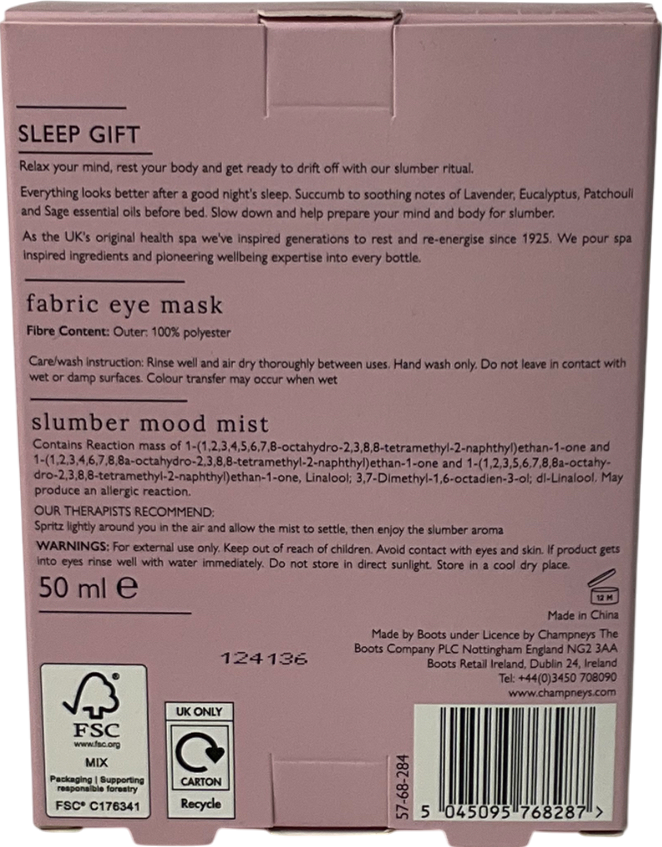 SLEEP GIFT
Relax your mind, rest your body and get ready to drift off with our slumber ritual.
Everything looks better after a good night's sleep. Succumb to soothing notes of Lavender, Eucalyptus, Patchouli
and Sage essential oils before bed. Slow down and help prepare your mind and body for slumber.
As the UK's original health spa we've inspired generations to rest and re-energise since 1925. We pour spa
inspired ingredients and pioneering wellbeing expertise into every bottle.
fabric eye mask
Fibre Content: Outer: 100% polyester
Care/wash instruction: Rinse well and air dry thoroughly between uses. Hand wash only. Do not leave in contact with
wet or damp surfaces. Colour transfer may occur when wet
slumber mood mist
Contains Reaction mass of 1-(1,2,3,4,5,6,7,8-octahydro-2,3,8,8-tetramethyl-2-naphthyl)ethan-1-one and
1-(1,2,3,4,6,7,8,8a-octahydro-2,3,8,8-tetramethyl-2-naphthyl)ethan-1-one and 1-(1,2,3,5,6,7,8,8a-octahy-
dro-2,3,8,8-tetramethyl-2-naphthyl)ethan-1-one, Linalool; 3,7-Dimethyl-1,6-octadien-3-ol; dl-Linalool. May
produce an allergic reaction.
OUR THERAPISTS RECOMMEND:
Spritz lightly around you in the air and allow the mist to settle, then enjoy the slumber aroma
WARNINGS: For external use only. Keep out of reach of children. Avoid contact with eyes and skin. If product gets
into eyes rinse well with water immediately. Do not store in direct sunlight. Store in a cool dry place.
50 ml e
12 M
Made in China
Made by Boots under Licence by Champneys The
Boots Company PLC Nottingham England NG2 3AA
Boots Retail Ireland, Dublin 24, Ireland
Tel: +44(0)3450 708090
www.champneys.com
124136
FSC
www.fsc.org
MIX
Packaging | Supporting
responsible forestry
FSC® C176341
UK ONLY
CARTON
Recycle
57-68-284
5 045095 768287 >